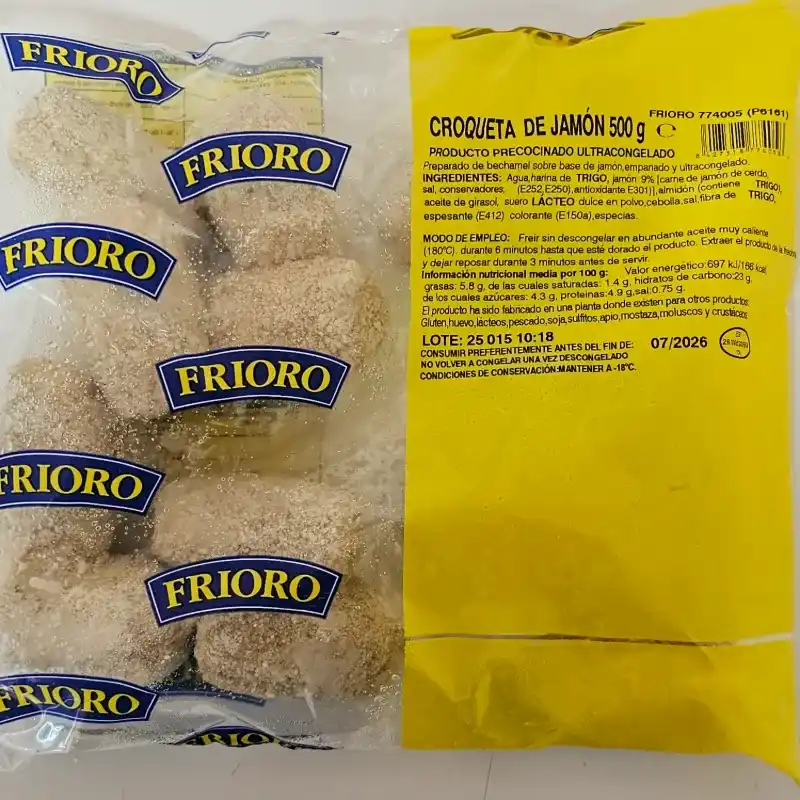 FRIORO
FRIORO
FRIORO
FRIORO
FRIORO
FRIORO
FRIORO
FRIORO 774005 (P6161)
CROQUETA DE JAMÓN 500 g e
PRODUCTO PRECOCINADO ULTRACONGELADO
Preparado de bechamel sobre base de jamón,empanado y ultracongelado.
INGREDIENTES: Agua,harina de TRIGO, jamón 9% [carne de jamón de cerdo,
sal, conservadores, (E252,E250),antioxidante E301)],almidón (contiene TRIGO),
aceite de girasol, suero LÁCTEO dulce en polvo,cebolla,sal,fibra de TRIGO,
espesante (E412) colorante (E150a),especias.
MODO DE EMPLEO: Freir sin descongelar en abundante aceite muy caliente
(180ºC). durante 6 minutos hasta que esté dorado el producto. Extraer el producto de la
y dejar reposar durante 3 minutos antes de servir.
Información nutricional media por 100 g: Valor energético:697 kJ/166 kcal
grasas: 5.8 g, de las cuales saturadas: 1.4 g, hidratos de carbono:23 g,
de los cuales azúcares: 4.3 g, proteinas:4.9 g,sal:0.75 g.
El producto ha sido fabricado en una planta donde existen para otros productos:
Gluten,huevo,lácteos,pescado,soja,sulfitos,apio,mostaza,moluscos y crustáceos
LOTE: 25 015 10:18
CONSUMIR PREFERENTEMENTE ANTES DEL FIN DE: 07/2026
NO VOLVER A CONGELAR UNA VEZ DESCONGELADO
CONDICIONES DE CONSERVACIÓN:MANTENER A -18ºC.